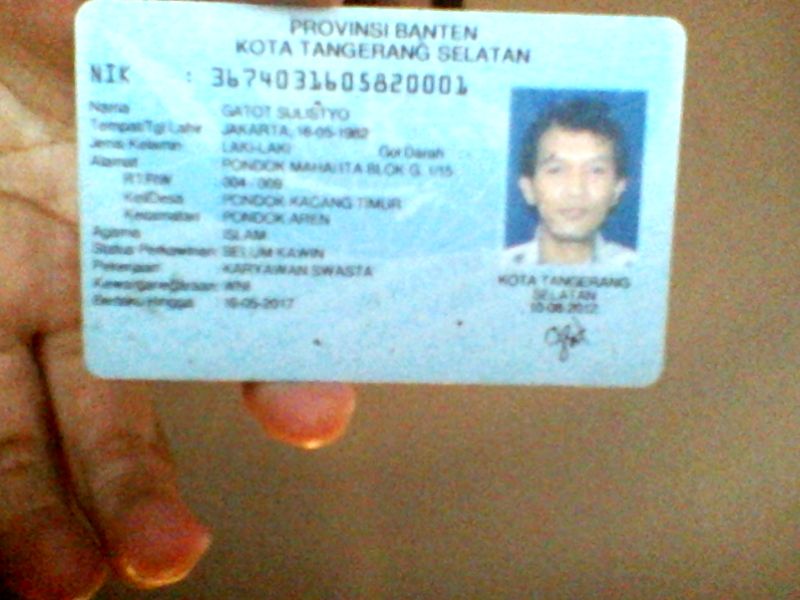 PROVINSI BANTEN
KOTA TANGERANG SELATAN
NIK : 3674031605820001
Nama GATOT SULISTYO
Tempat/Tgl Lahir JAKARTA, 16-05-1982
Jenis Kelamin LAKI-LAKI Gol Darah
Alamat PONDOK MAHARTA BLOK G. 1/15
RT/RW 004 - 009
Kel/Desa PONDOK KACANG TIMUR
Kecamatan PONDOK AREN
Agama ISLAM
Status Perkawinan BELUM KAWIN
Pekerjaan KARYAWAN SWASTA
Kewarganegaraan WNI
Berlaku Hingga 16-05-2017
KOTA TANGERANG
SELATAN